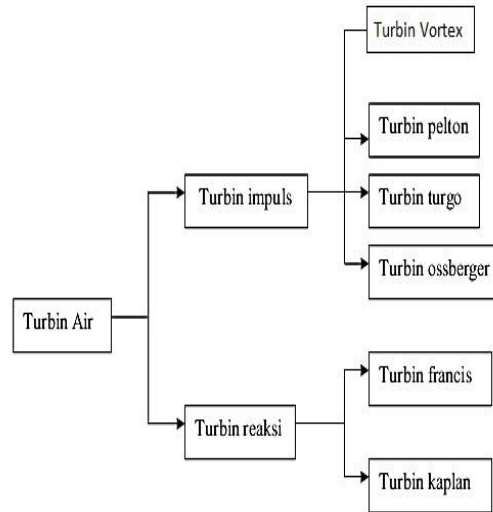 Turbin Vortex
Turbin pelton
Turbin impuls
Turbin turgo
Turbin ossberger
Turbin Air
Turbin francis
Turbin reaksi
Turbin kaplan